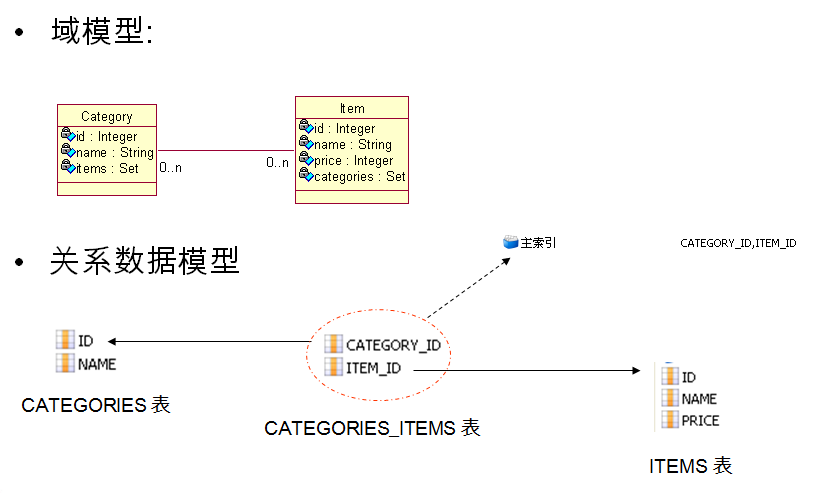 • 域模型:
Category
id : Integer
name : String
items : Set
0..n
0..n
Item
id : Integer
name : String
price : Integer
categories : Set
• 关系数据模型
主索引
CATEGORY_ID,ITEM_ID
ID
NAME
CATEGORIES 表
CATEGORY_ID
ITEM_ID
CATEGORIES_ITEMS 表
ID
NAME
PRICE
ITEMS 表